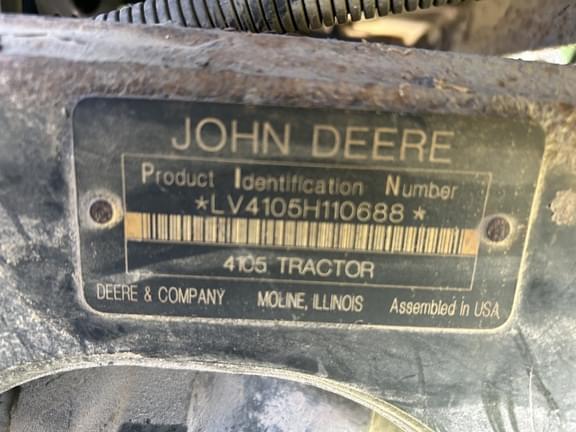 JOHN DEERE
Product Identification Number
*LV4105H110688*
4105 TRACTOR
DEERE & COMPANY MOLINE, ILLINOIS Assembled in USA